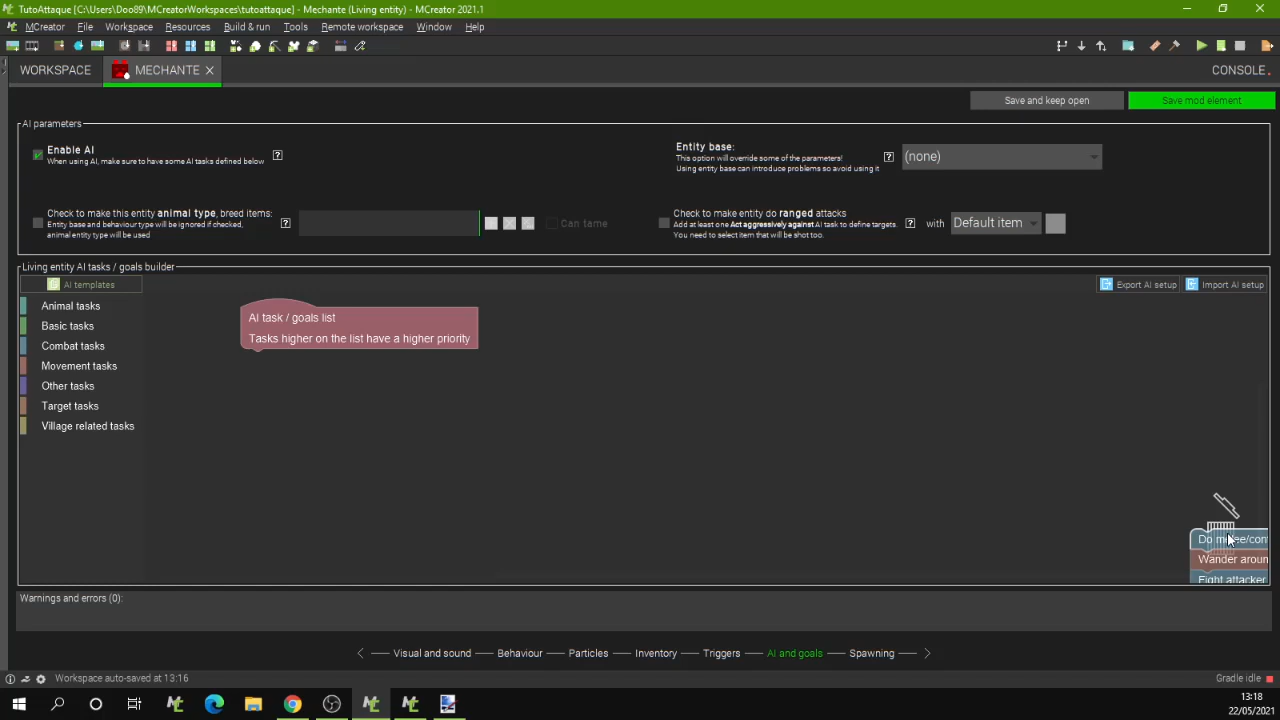 TutoAttaque [C:\Users\Doo89\MCreatorWorkspaces\tutoattaque] - Mechante (Living entity) - MCreator 2021.1
MCreator File Workspace Resources Build & run Tools Remote workspace Window Help
WORKSPACE MECHANTE CONSOLE
Save and keep open Save mod element
AI parameters
Enable AI
When using AI, make sure to have some AI tasks defined below
?
Entity base:
This option will override some of the parameters!
Using entity base can introduce problems so avoid using it
? (none)
Check to make this entity animal type, breed items:
Entity base and behaviour type will be ignored if checked,
animal entity type will be used
? Can tame
Check to make entity do ranged attacks
Add at least one Act aggressively against AI task to define targets.
You need to select item that will be shot too.
? with Default item
Living entity AI tasks / goals builder
AI templates Export AI setup Import AI setup
Animal tasks
Basic tasks
Combat tasks
Movement tasks
Other tasks
Target tasks
Village related tasks
AI task / goals list
Tasks higher on the list have a higher priority
Do melee/con
Wander aroun
Fight attacker
Warnings and errors (0):
Visual and sound Behaviour Particles Inventory Triggers AI and goals Spawning
Workspace auto-saved at 13:16 Gradle idle
13:18
22/05/2021